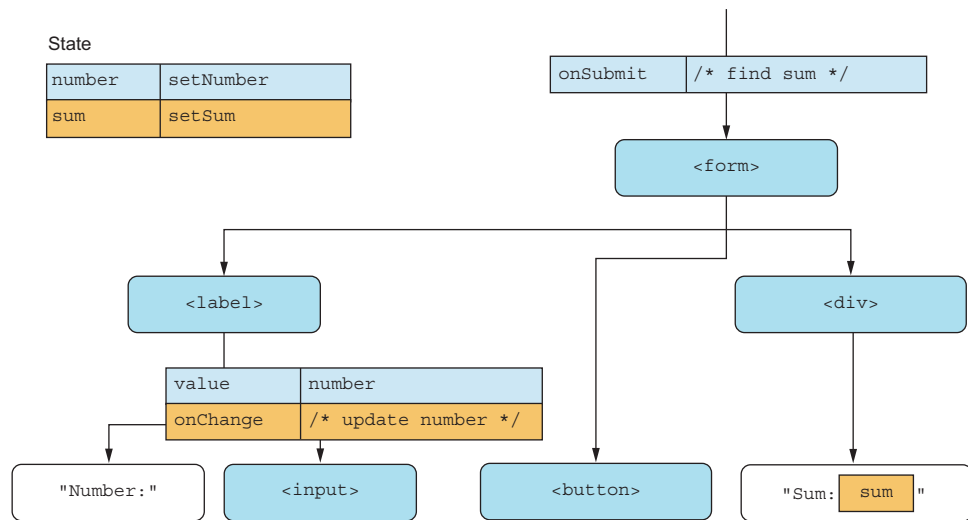 State
number setNumber
sum setSum
onSubmit /* find sum */
<form>
<label>
<div>
value number
onChange /* update number */
"Number:"
<input>
<button>
"Sum: sum "